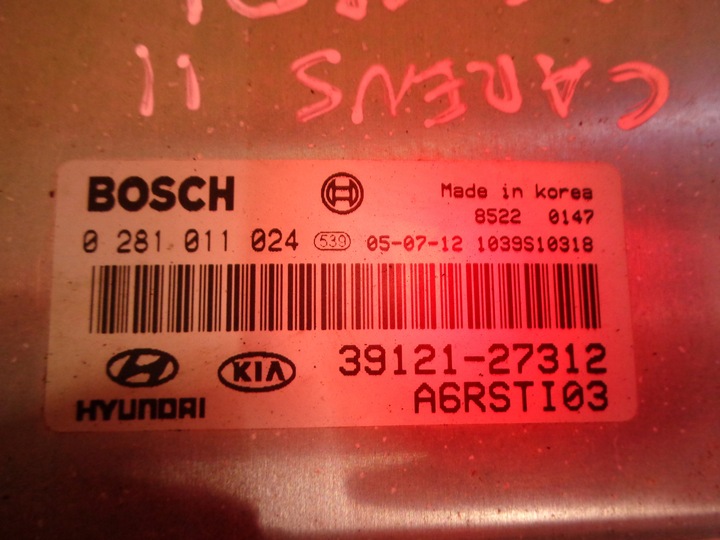 CARENS II
BOSCH
Made in korea
8522 0147
0 281 011 024 539 05-07-12 1039S10318
39121-27312
HYUNDAI KIA
A6RSTI03